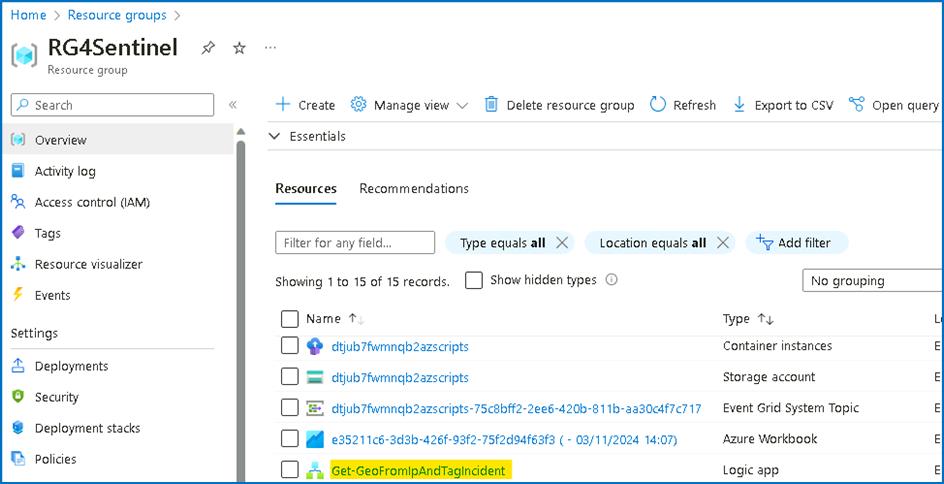 Home > Resource groups >
RG4Sentinel
Resource group
Search
Overview
Activity log
Access control (IAM)
Tags
Resource visualizer
Events
Settings
Deployments
Security
Deployment stacks
Policies
Create Manage view Delete resource group Refresh Export to CSV Open query
Essentials
Resources Recommendations
Filter for any field... Type equals all Location equals all Add filter
Showing 1 to 15 of 15 records. Show hidden types No grouping
Name Type L
dtjub7fwmnqb2azscripts Container instances E
dtjub7fwmnqb2azscripts Storage account E
dtjub7fwmnqb2azscripts-75c8bff2-2ee6-420b-811b-aa30c4f7c717 Event Grid System Topic E
e35211c6-3d3b-426f-93f2-75f2d94f63f3 ( - 03/11/2024 14:07) Azure Workbook E
Get-GeoFromIpAndTagIncident Logic app E